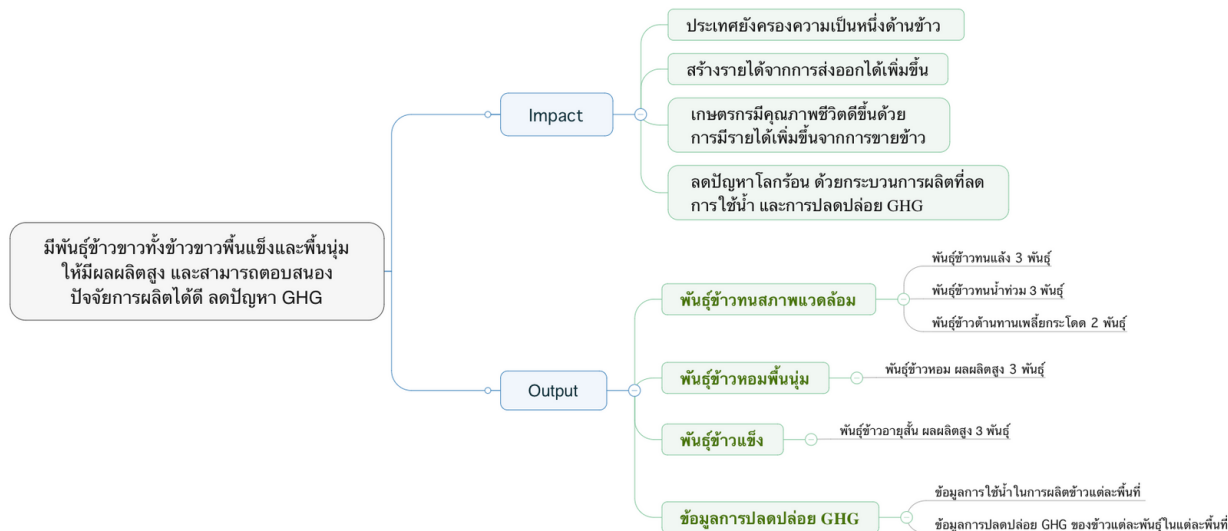 ประเทศยังครองความเป็นหนึ่งด้านข้าว
สร้างรายได้จากการส่งออกได้เพิ่มขึ้น
Impact
เกษตรกรมีคุณภาพชีวิตดีขึ้นด้วย
การมีรายได้เพิ่มขึ้นจากการขายข้าว
ลดปัญหาโลกร้อน ด้วยกระบวนการผลิตที่ลด
การใช้น้ำ และการปลดปล่อย GHG
มีพันธุ์ข้าวขาวทั้งข้าวขาวพื้นแข็งและพื้นนุ่ม
ให้มีผลผลิตสูง และสามารถตอบสนอง
ปัจจัยการผลิตได้ดี ลดปัญหา GHG
พันธุ์ข้าวทนสภาพแวดล้อม
พันธุ์ข้าวทนแล้ง 3 พันธุ์
พันธุ์ข้าวทนน้ำท่วม 3 พันธุ์
พันธุ์ข้าวต้านทานเพลี้ยกระโดด 2 พันธุ์
Output
พันธุ์ข้าวหอมพื้นนุ่ม
พันธุ์ข้าวหอม ผลผลิตสูง 3 พันธุ์
พันธุ์ข้าวแข็ง
พันธุ์ข้าวอายุสั้น ผลผลิตสูง 3 พันธุ์
ข้อมูลการปลดปล่อย GHG
ข้อมูลการใช้น้ำในการผลิตข้าวแต่ละพื้นที่
ข้อมูลการปลดปล่อย GHG ของข้าวแต่ละพันธุ์ในแต่ละพื้นที่